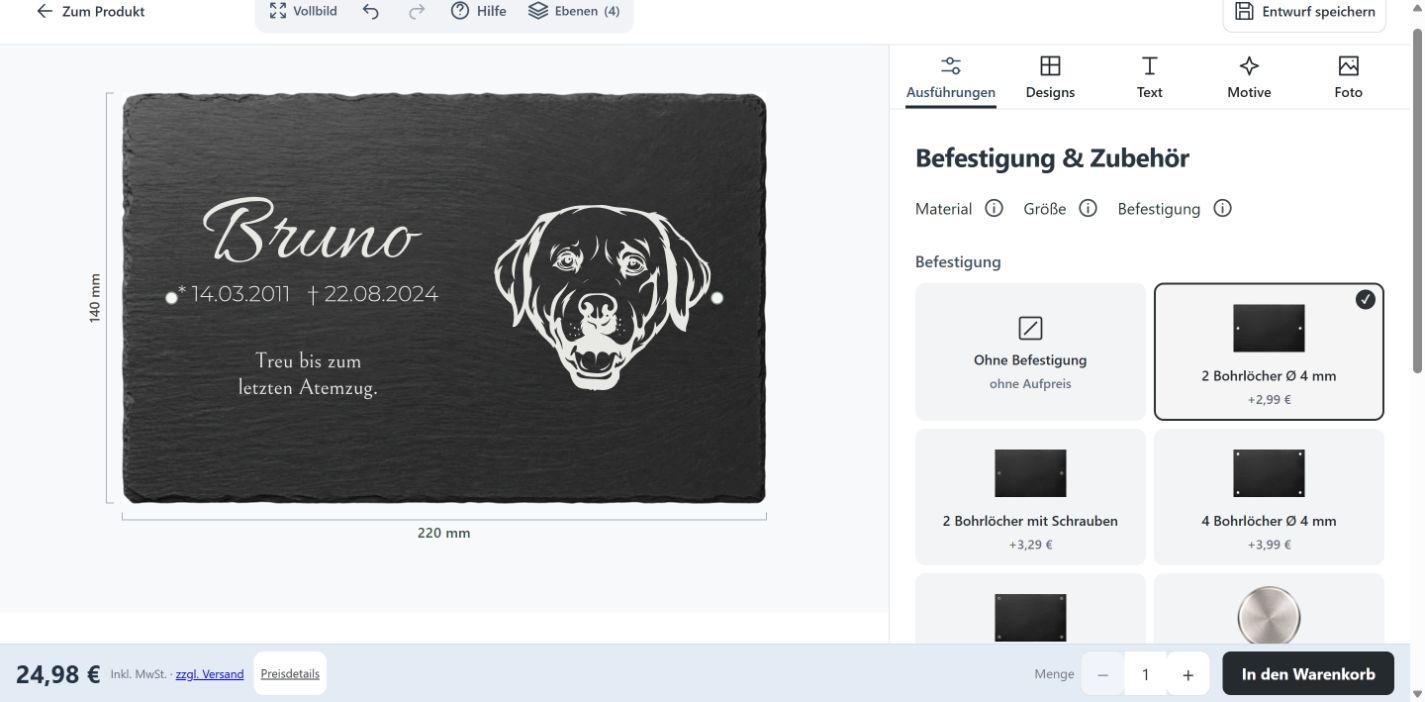 Zum Produkt
Vollbild
Hilfe
Ebenen (4)
Entwurf speichern
Ausführungen
Designs
Text
Motive
Foto
140 mm
Bruno
* 14.03.2011 † 22.08.2024
Treu bis zum
letzten Atemzug.
220 mm
Befestigung & Zubehör
Material
Größe
Befestigung
Befestigung
Ohne Befestigung
ohne Aufpreis
2 Bohrlöcher Ø 4 mm
+2,99 €
2 Bohrlöcher mit Schrauben
+3,29 €
4 Bohrlöcher Ø 4 mm
+3,99 €
24,98 €
Inkl. MwSt. · zzgl. Versand
Preisdetails
Menge
1
In den Warenkorb